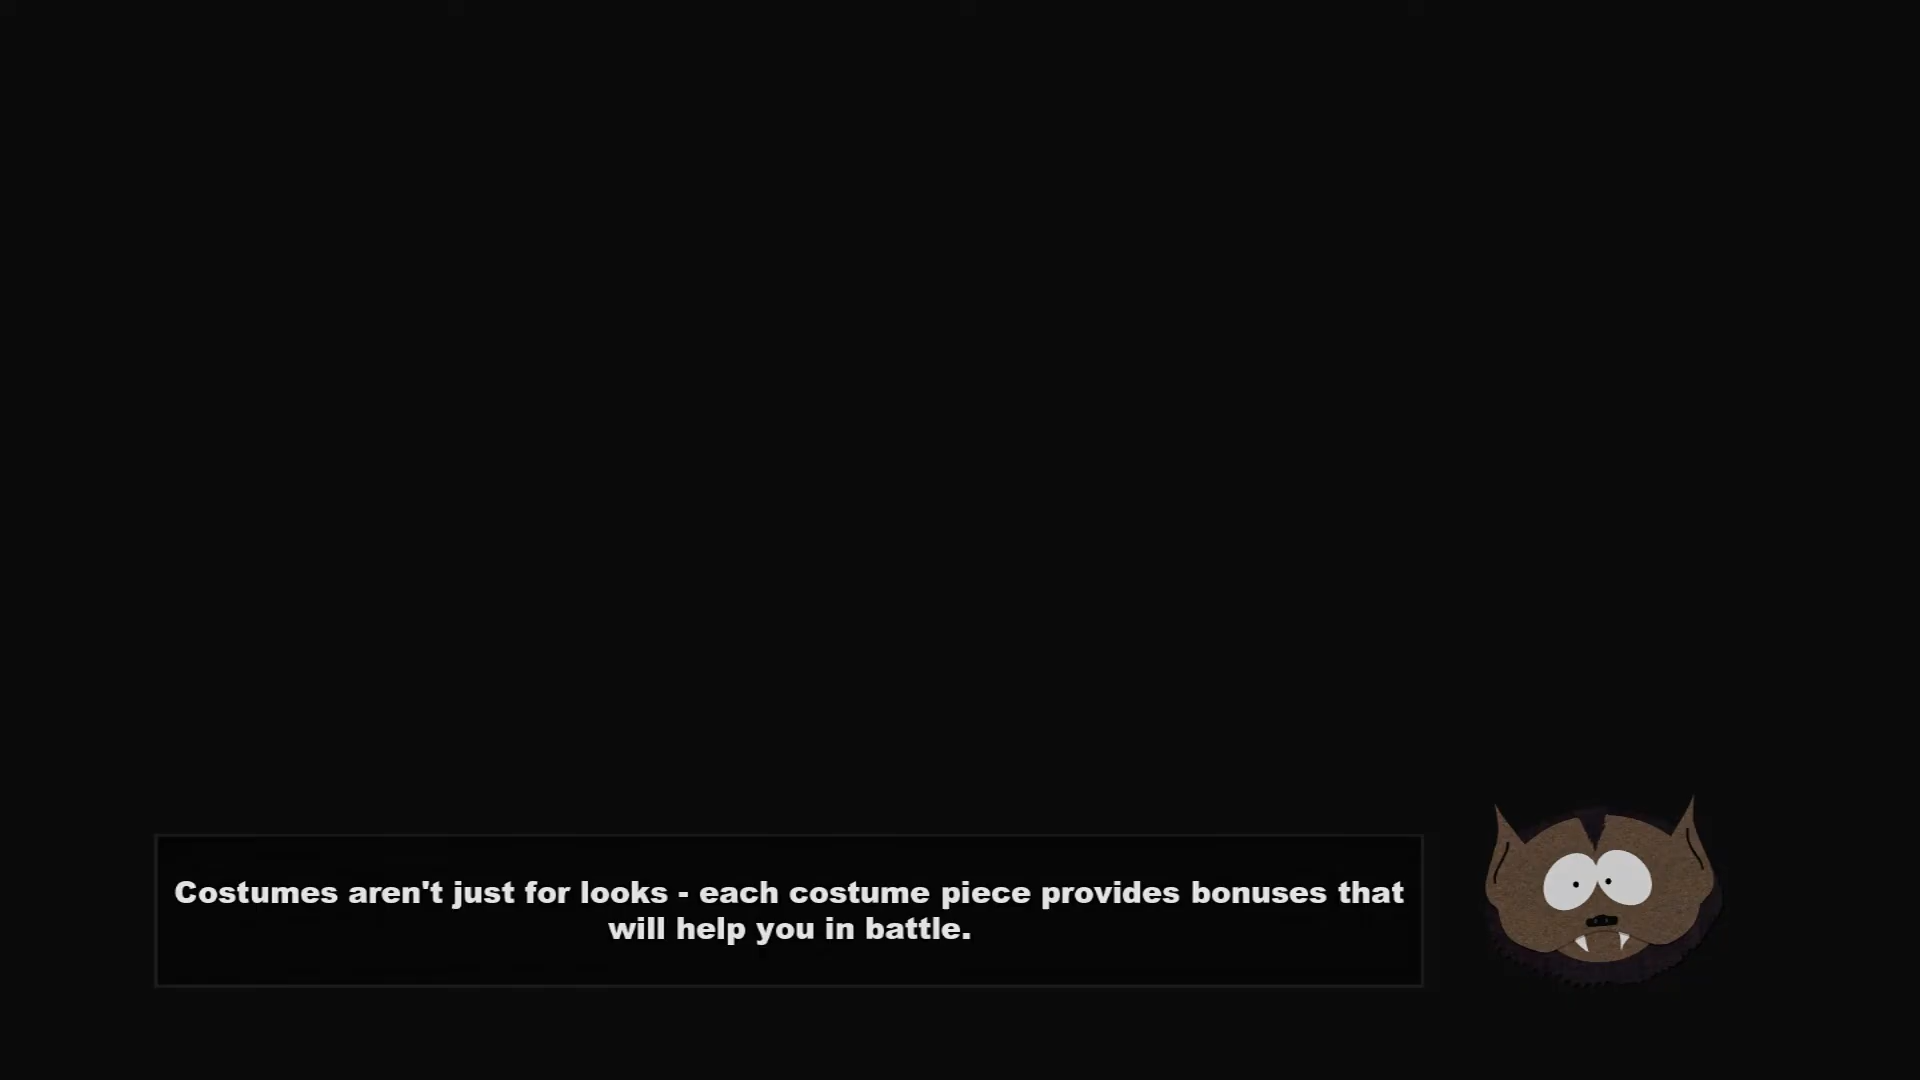 Costumes aren't just for looks - each costume piece provides bonuses that
will help you in battle.